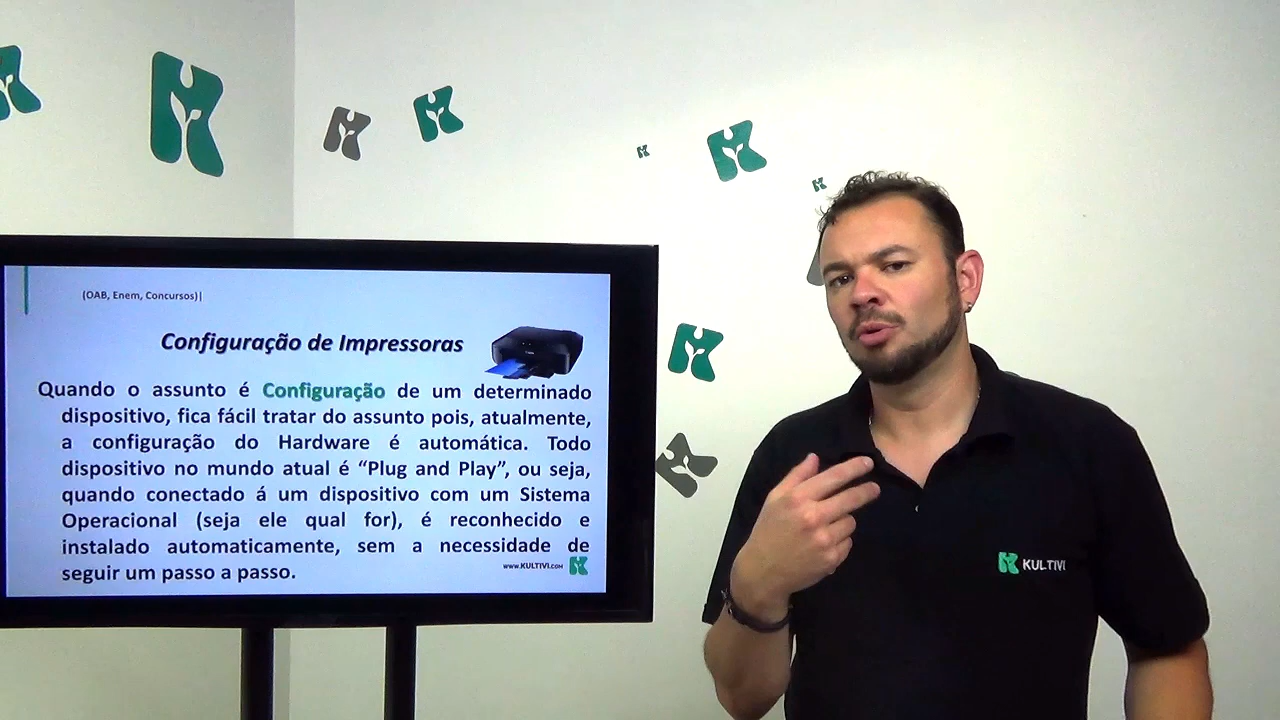 (OAB, Enem, Concursos)|
Configuração de Impressoras
Quando o assunto é Configuração de um determinado
dispositivo, fica fácil tratar do assunto pois, atualmente,
a configuração do Hardware é automática. Todo
dispositivo no mundo atual é “Plug and Play”, ou seja,
quando conectado á um dispositivo com um Sistema
Operacional (seja ele qual for), é reconhecido e
instalado automaticamente, sem a necessidade de
seguir um passo a passo.
www.KULTIVI.COM
KULTIVI